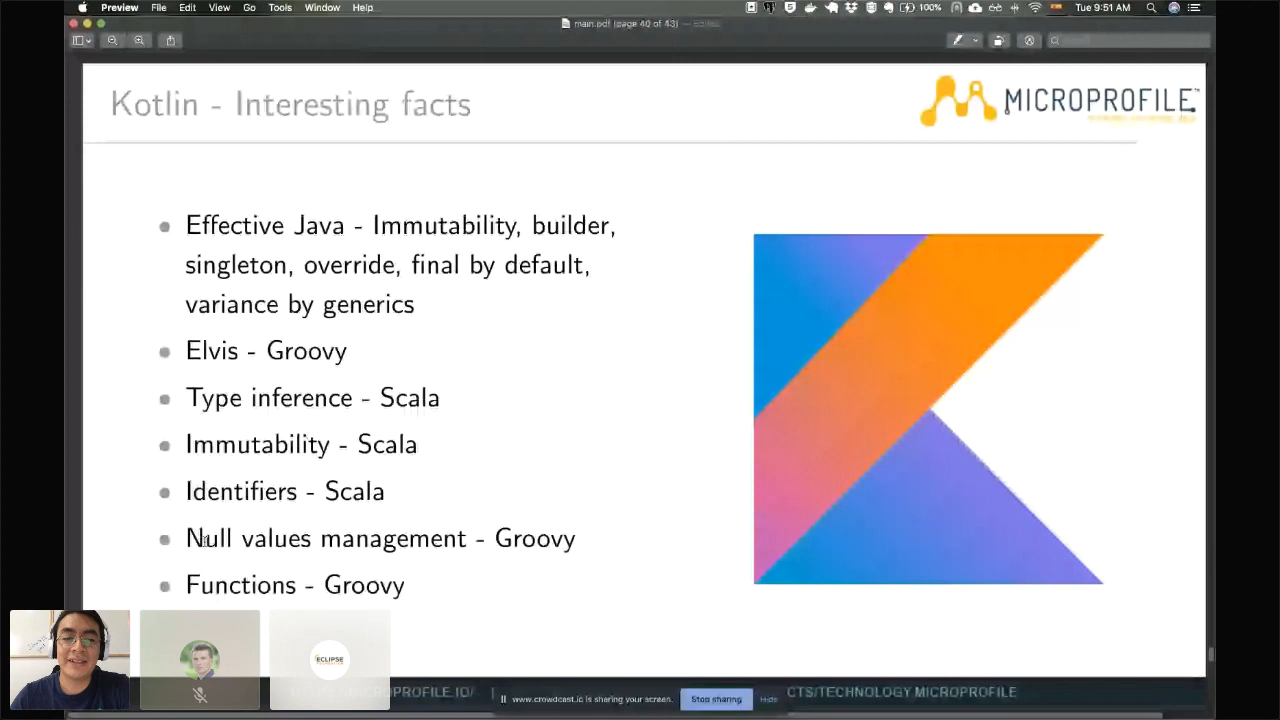 Preview File Edit View Go Tools Window Help 100% Tue 9:51 AM
main.pdf (page 40 of 43) — Edited
Kotlin - Interesting facts
MICROPROFILE
Effective Java - Immutability, builder,
singleton, override, final by default,
variance by generics
Elvis - Groovy
Type inference - Scala
Immutability - Scala
Identifiers - Scala
Null values management - Groovy
Functions - Groovy
ECLIPSE
www.crowdcast.io is sharing your screen. Stop sharing Hide
CTS/TECHNOLOGY.MICROPROFILE